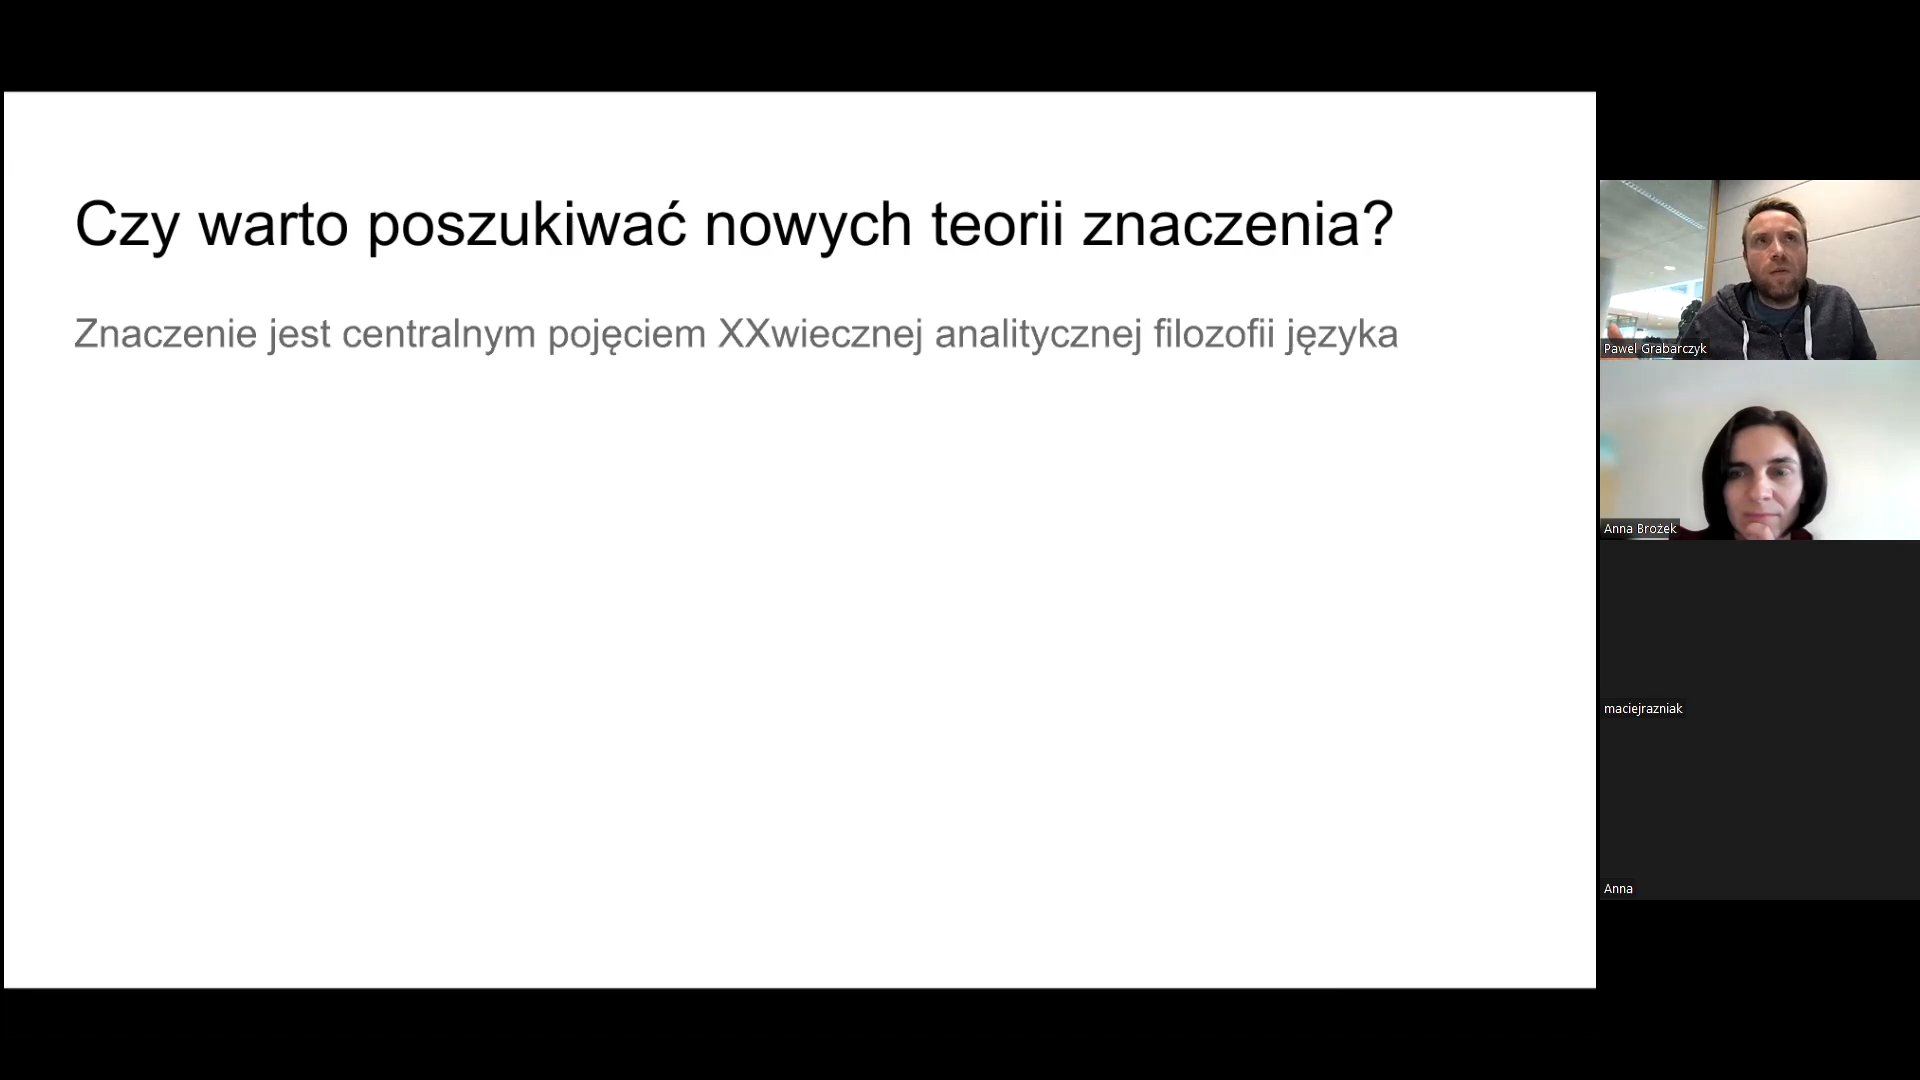 Czy warto poszukiwać nowych teorii znaczenia?
Znaczenie jest centralnym pojęciem XXwiecznej analitycznej filozofii języka
Pawel Grabarczyk
Anna Brożek
maciejrazniak
Anna